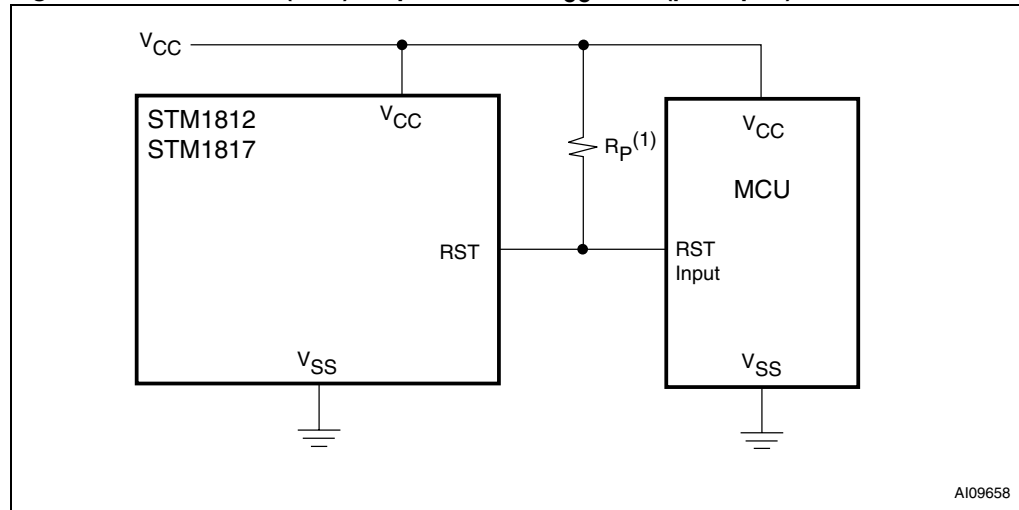 VCC
STM1812
STM1817
VCC
RP(1)
VCC
MCU
RST
RST
Input
VSS
VSS
AI09658